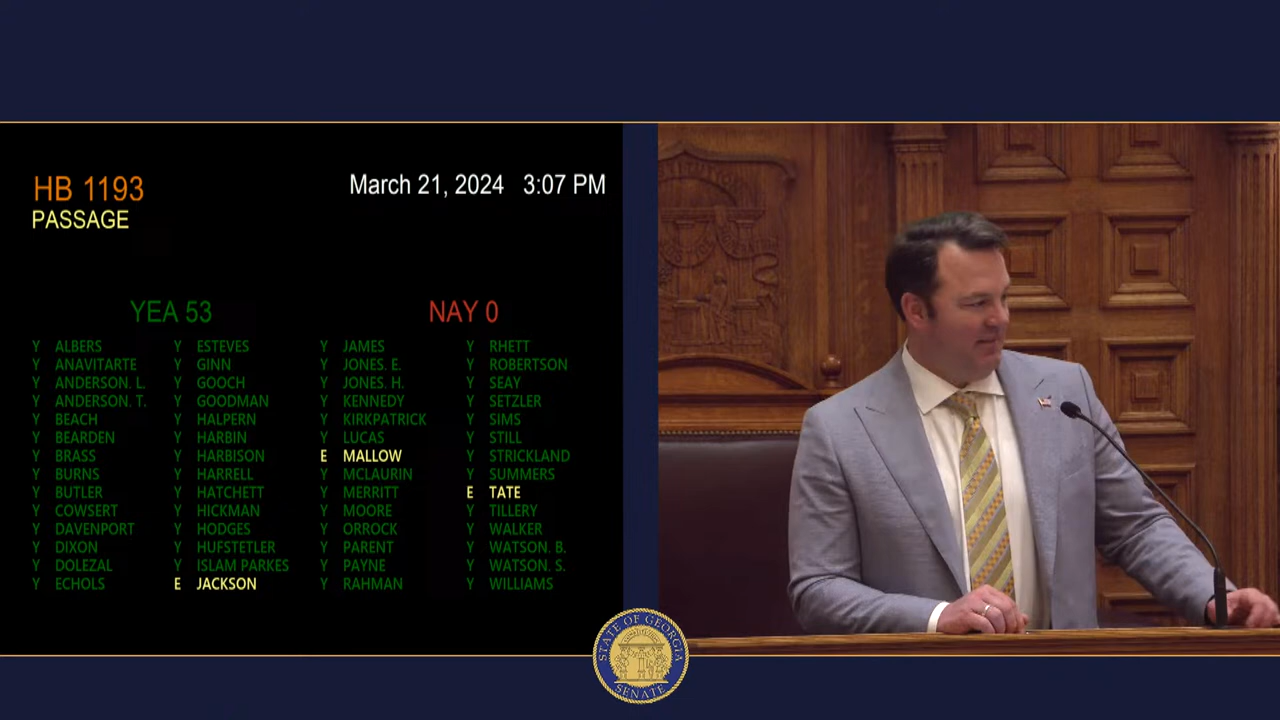 HB 1193
PASSAGE
March 21, 2024 3:07 PM
YEA 53
NAY 0
Y ALBERS
Y ANAVITARTE
Y ANDERSON. L.
Y ANDERSON. T.
Y BEACH
Y BEARDEN
Y BRASS
Y BURNS
Y BUTLER
Y COWSERT
Y DAVENPORT
Y DIXON
Y DOLEZAL
Y ECHOLS
Y ESTEVES
Y GINN
Y GOOCH
Y GOODMAN
Y HALPERN
Y HARBIN
Y HARBISON
Y HARRELL
Y HATCHETT
Y HICKMAN
Y HODGES
Y HUFSTETLER
Y ISLAM PARKES
E JACKSON
Y JAMES
Y JONES. E.
Y JONES. H.
Y KENNEDY
Y KIRKPATRICK
Y LUCAS
E MALLOW
Y MCLAURIN
Y MERRITT
Y MOORE
Y ORROCK
Y PARENT
Y PAYNE
Y RAHMAN
Y RHETT
Y ROBERTSON
Y SEAY
Y SETZLER
Y SIMS
Y STILL
Y STRICKLAND
Y SUMMERS
E TATE
Y TILLERY
Y WALKER
Y WATSON. B.
Y WATSON. S.
Y WILLIAMS
STATE OF GEORGIA
SENATE